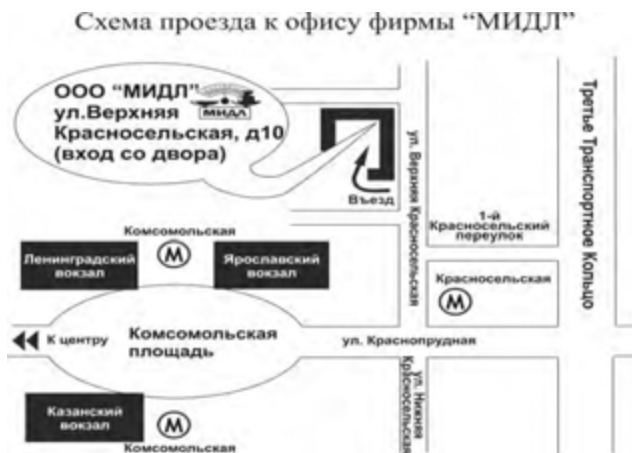 Схема проезда к офису фирмы “МИДЛ”
ООО “МИДЛ”
ул.Верхняя
Красносельская, д10
(вход со двора)
МИДЛ
Въезд
ул. Верхняя Красносельская
Третье Транспортное Кольцо
1-й
Красносельский
переулок
Комсомольская
М
Ленинградский
вокзал
Ярославский
вокзал
Красносельская
М
К центру
Комсомольская
площадь
ул. Краснопрудная
ул. Нижняя
Красносельская
Казанский
вокзал
М
Комсомольская